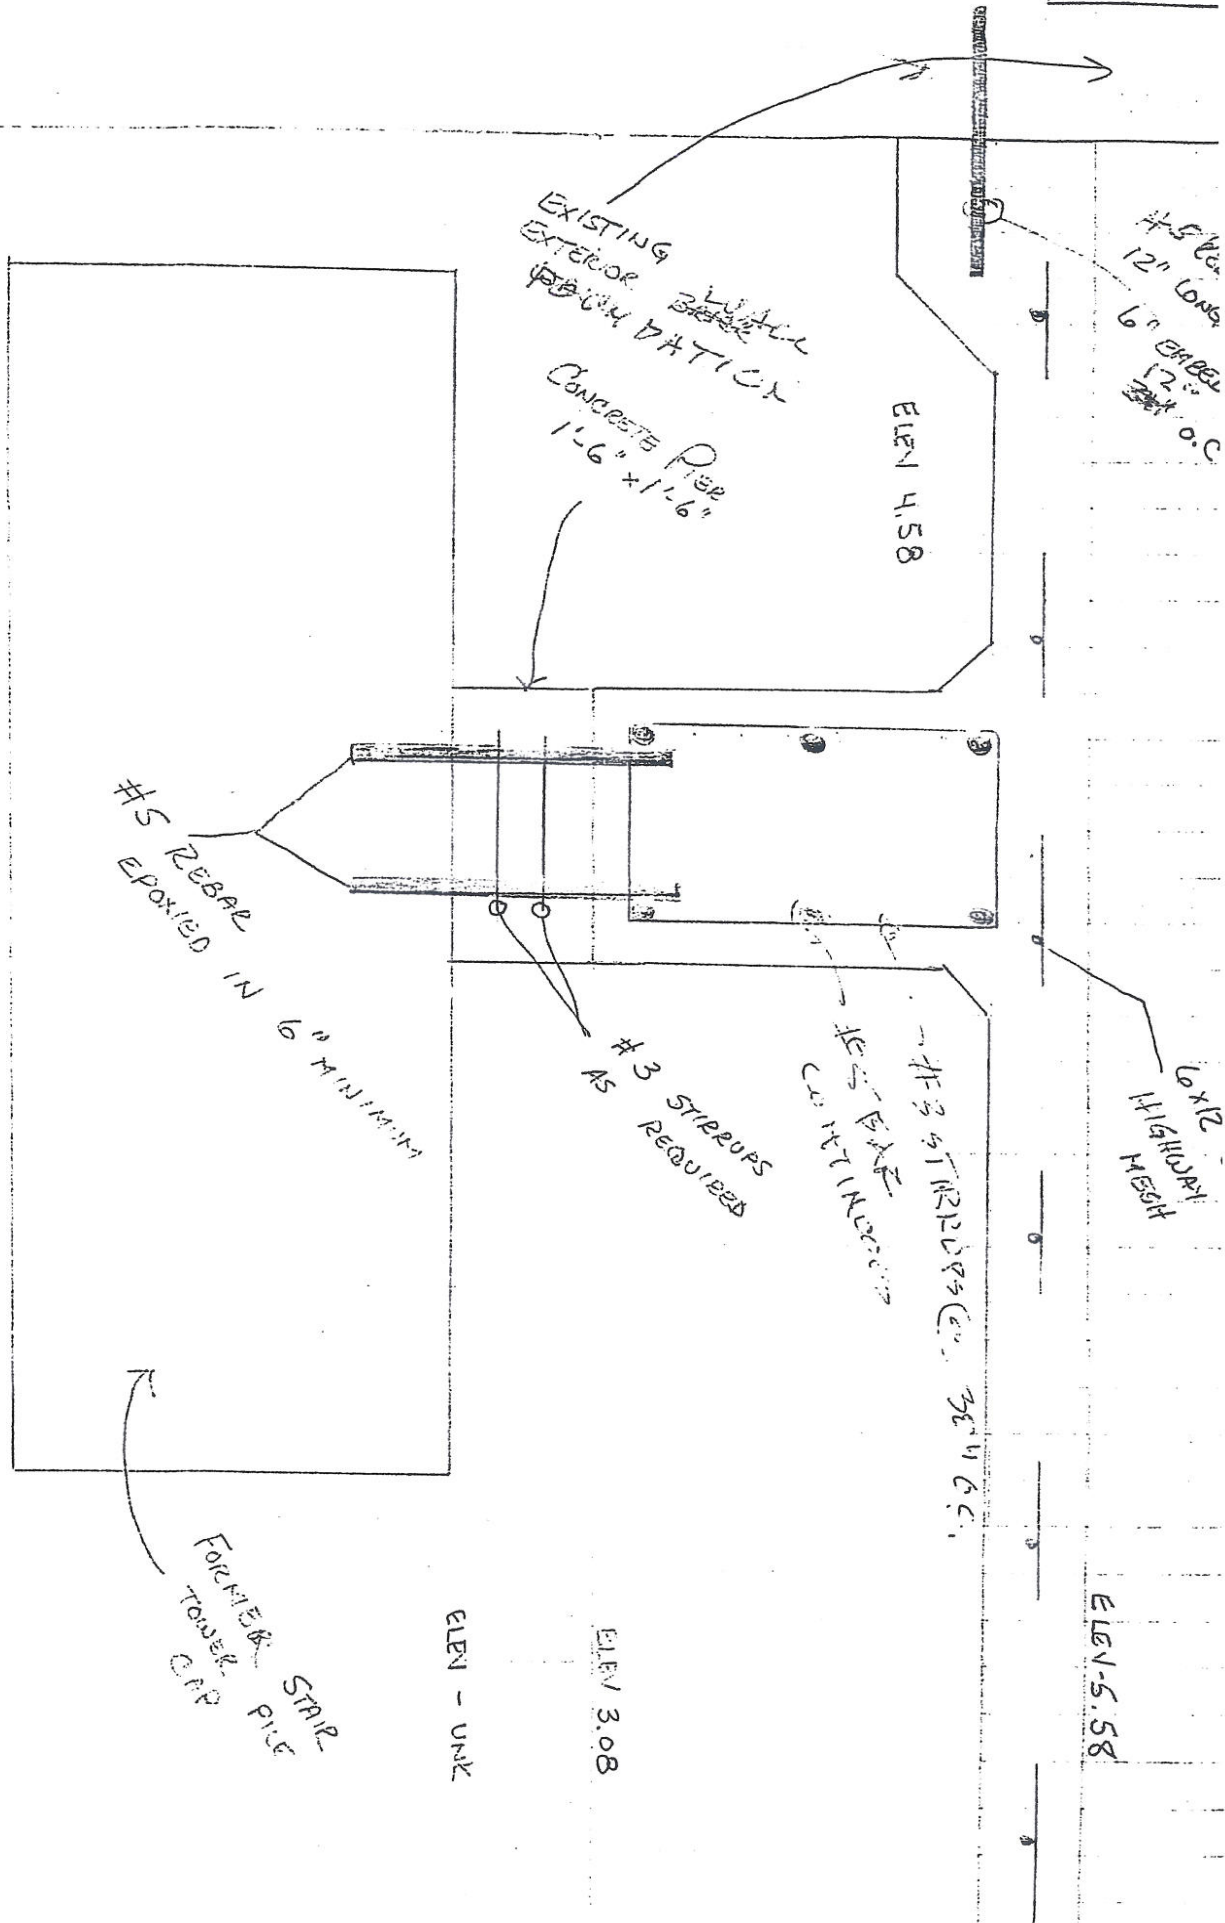 EXISTING
EXTERIOR WALL
CONCRETE PIER
1'-6" x 1'-6"
ELEV 4.58
12"
6"
12"
O.C
6x12
HIGHWAY
MESH
ELEV-5.58
#3 STIRRUPS
#5 BAR
#3 STIRRUPS
AS
REQUIRED
#5 REBAR
EPOXIED IN 6" MINIMUM
ELEV 3.08
ELEV - UNK
FORMER STAIR
TOWER PILE
CAP